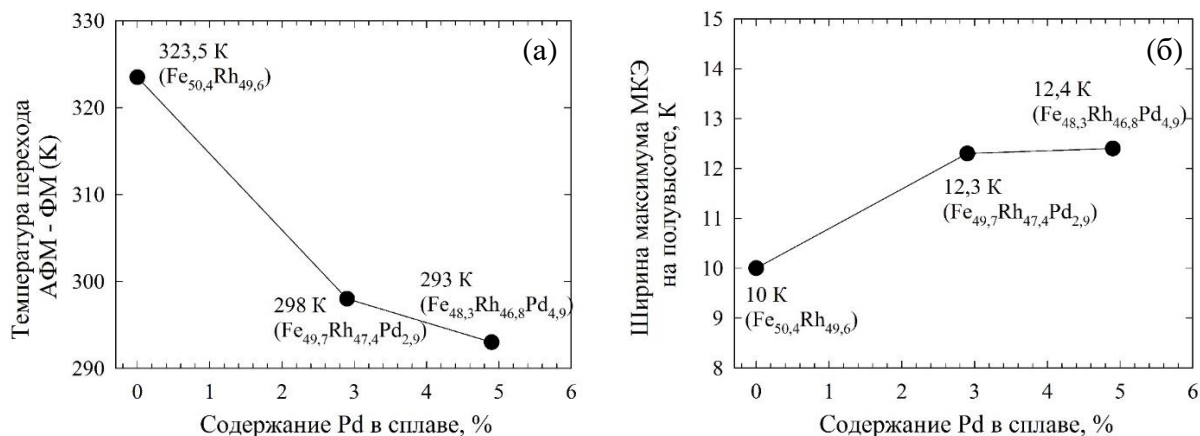 (а)
Температура перехода
АФМ - ФМ (K)
330
320
310
300
290
323,5 K
(Fe50,4Rh49,6)
298 K
(Fe49,7Rh47,4Pd2,9)
293 K
(Fe48,3Rh46,8Pd4,9)
0 1 2 3 4 5 6
Содержание Pd в сплаве, %
(б)
Ширина максимума МКЭ
на полувысоте, К
15
14
13
12
11
10
9
8
10 К
(Fe50,4Rh49,6)
12,3 К
(Fe49,7Rh47,4Pd2,9)
12,4 К
(Fe48,3Rh46,8Pd4,9)
0 1 2 3 4 5 6
Содержание Pd в сплаве, %